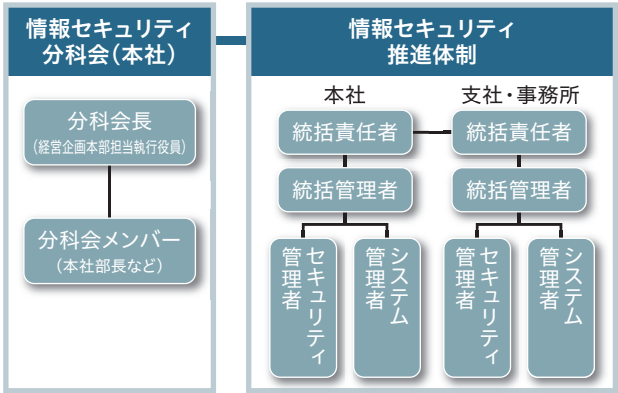 情報セキュリティ
分科会(本社)
分科会長
(経営企画本部担当執行役員)
分科会メンバー
(本社部長など)
情報セキュリティ
推進体制
本社
支社・事務所
統括責任者
統括責任者
統括管理者
統括管理者
セキュリティ
管理者
システム
管理者
セキュリティ
管理者
システム
管理者